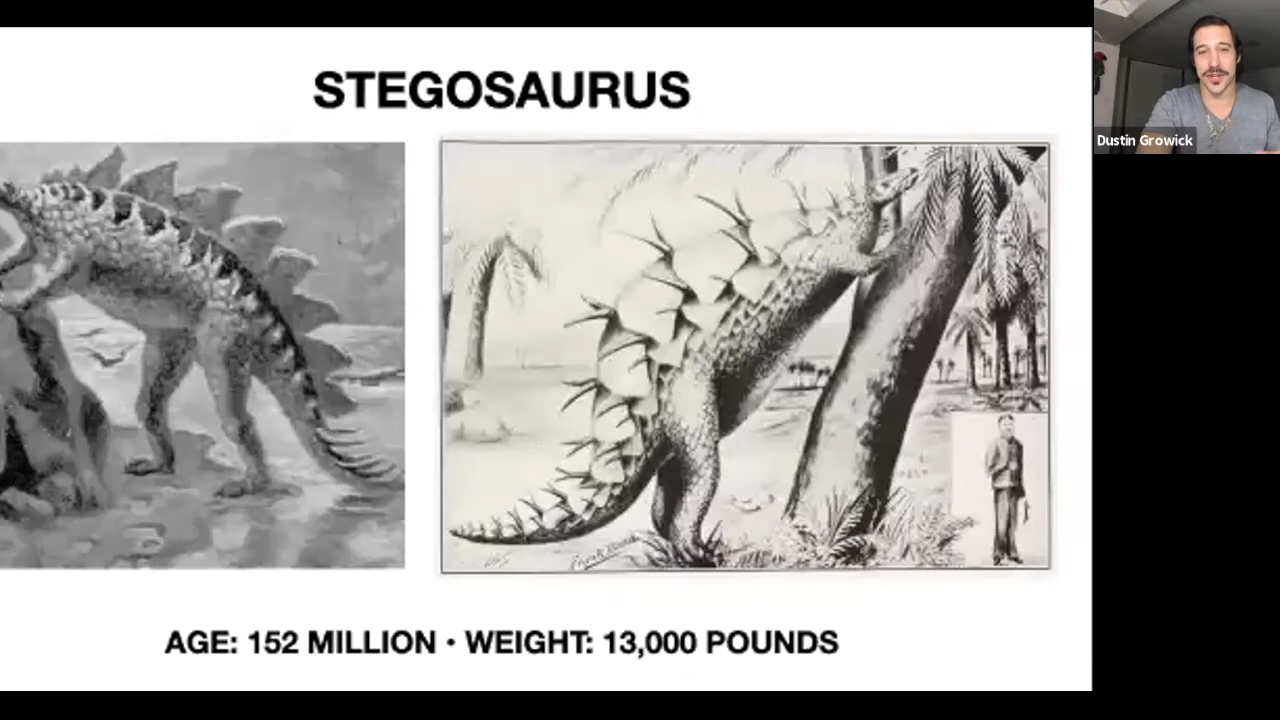 STEGOSAURUS
Dustin Growick
AGE: 152 MILLION • WEIGHT: 13,000 POUNDS